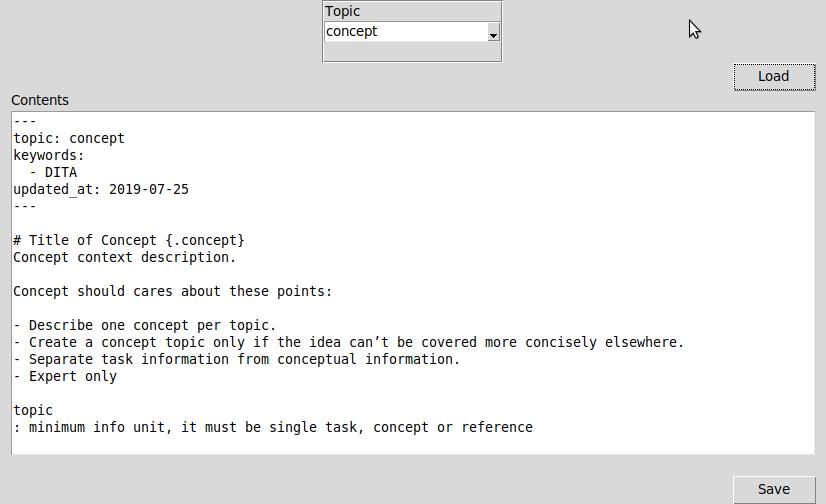 Topic
concept
Load
Contents
---
topic: concept
keywords:
  - DITA
updated_at: 2019-07-25
---
# Title of Concept {.concept}
Concept context description.
Concept should cares about these points:
- Describe one concept per topic.
- Create a concept topic only if the idea can’t be covered more concisely elsewhere.
- Separate task information from conceptual information.
- Expert only
topic
: minimum info unit, it must be single task, concept or reference
Save